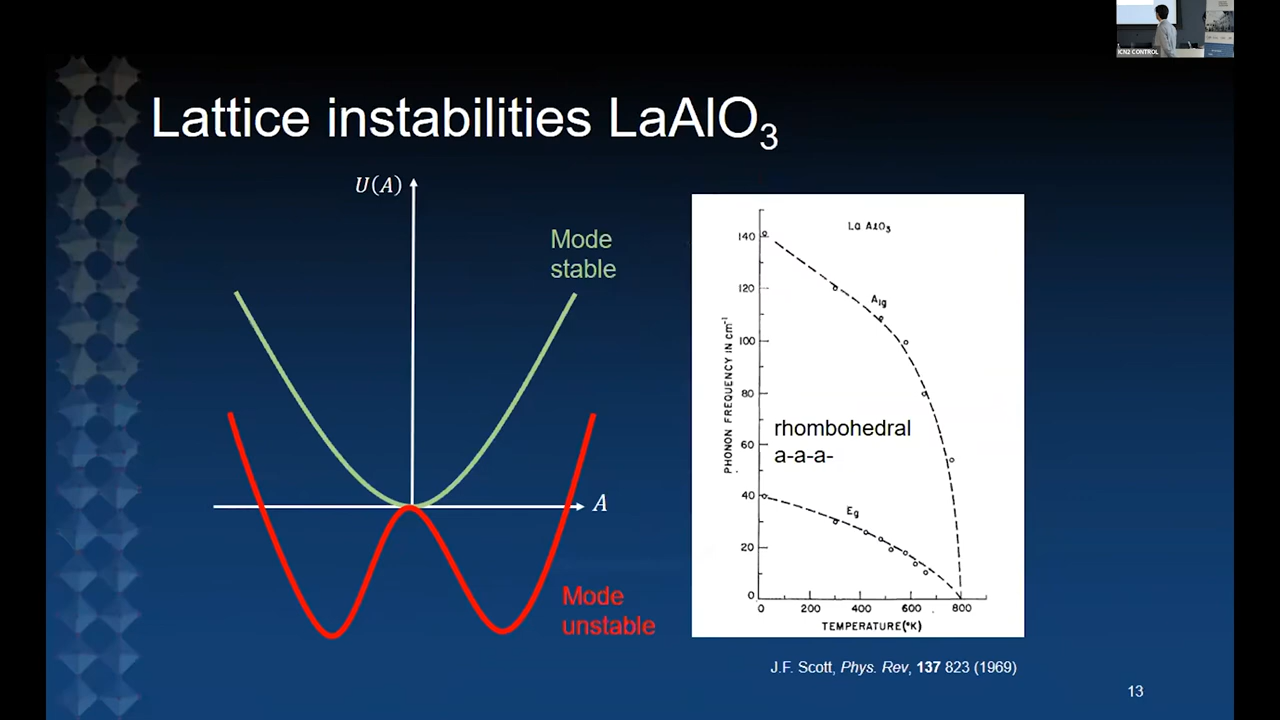 ICN2 CONTROL
Lattice instabilities LaAlO₃
U(A)
Mode
stable
A
Mode
unstable
La AlO₃
PHONON FREQUENCY IN cm⁻¹
140
120
100
80
60
40
20
0
A1g
rhombohedral
a-a-a-
Eg
0 200 400 600 800
TEMPERATURE(°K)
J.F. Scott, Phys. Rev, 137 823 (1969)
13